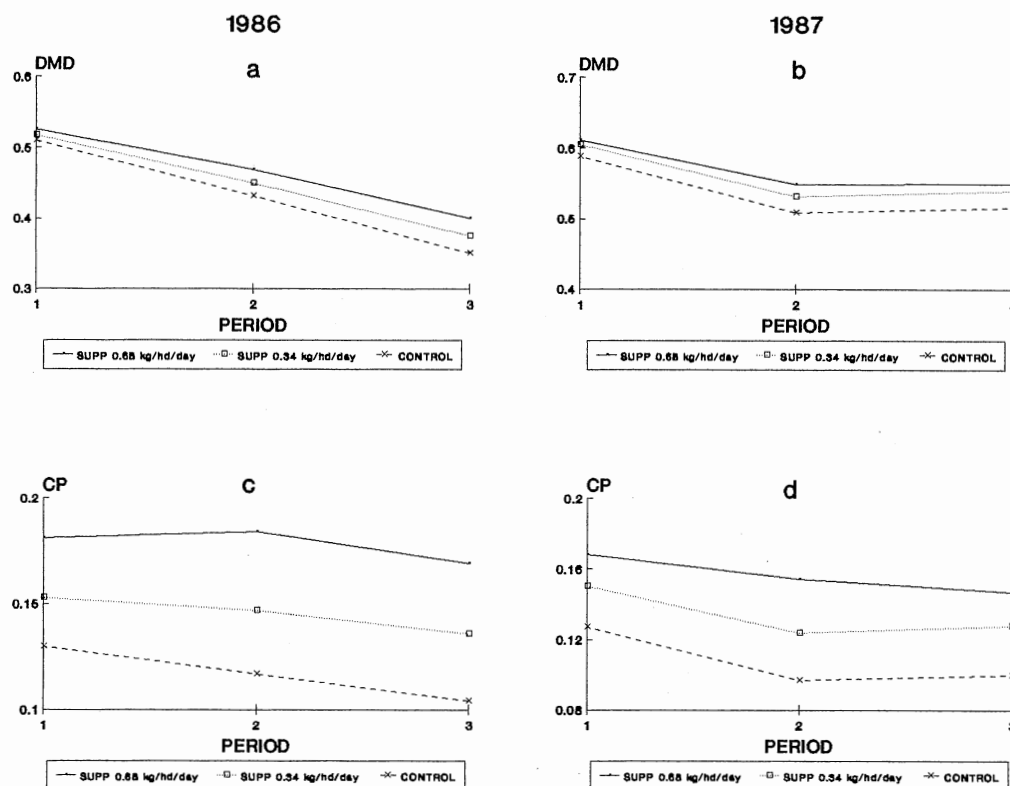 1986
1987
DMD
a
0.6
0.4
0.3
1
2
3
PERIOD
SUPP 0.68 kg/hd/day SUPP 0.34 kg/hd/day CONTROL
DMD
b
0.7
0.6
0.5
0.4
1
2
PERIOD
SUPP 0.68 kg/hd/day SUPP 0.34 kg/hd/day CONTROL
CP
c
0.2
0.15
0.1
1
2
3
PERIOD
SUPP 0.68 kg/hd/day SUPP 0.34 kg/hd/day CONTROL
CP
d
0.2
0.16
0.12
0.08
1
2
PERIOD
SUPP 0.68 kg/hd/day SUPP 0.34 kg/hd/day CONTROL